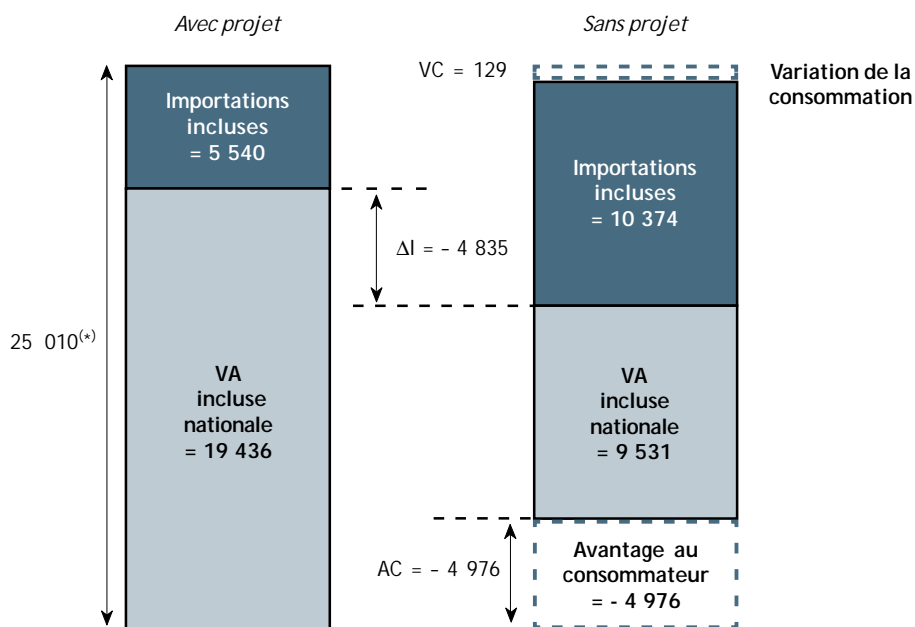 Avec projet
Sans projet
VC = 129
Variation de la
consommation
Importations
incluses
= 5 540
Importations
incluses
= 10 374
ΔI = – 4 835
25 010(*)
VA
incluse
nationale
= 19 436
VA
incluse
nationale
= 9 531
AC = – 4 976
Avantage au
consommateur
= - 4 976